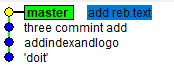 master add reb.text
three commint add
addindexandlogo
'doit'